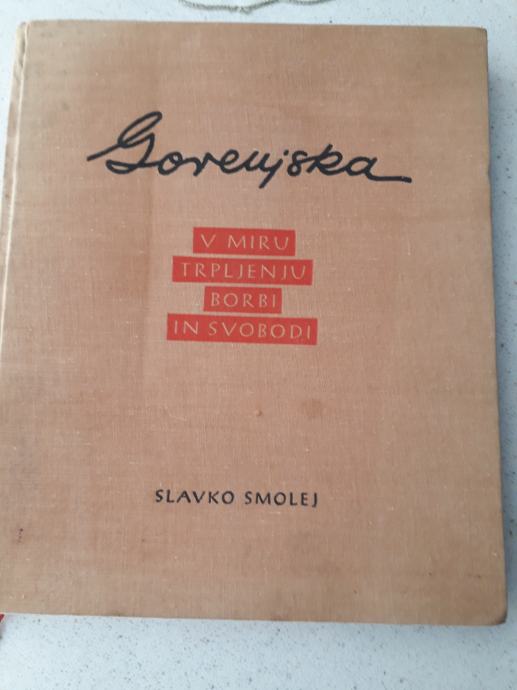 Gorenjska
V MIRU
TRPLJENJU
BORBI
IN SVOBODI
SLAVKO SMOLEJ